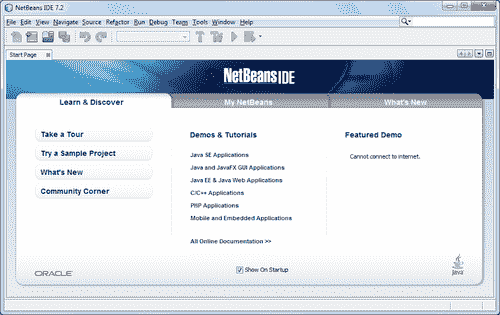 NetBeans IDE 7.2
File Edit View Navigate Source Refactor Run Debug Team Tools Window Help
Start Page
NetBeans IDE
Learn & Discover My NetBeans What's New
Take a Tour
Try a Sample Project
What's New
Community Corner
Demos & Tutorials
Java SE Applications
Java and JavaFX GUI Applications
Java EE & Java Web Applications
C/C++ Applications
PHP Applications
Mobile and Embedded Applications
All Online Documentation >>
Featured Demo
Cannot connect to internet.
ORACLE
Show On Startup
Java